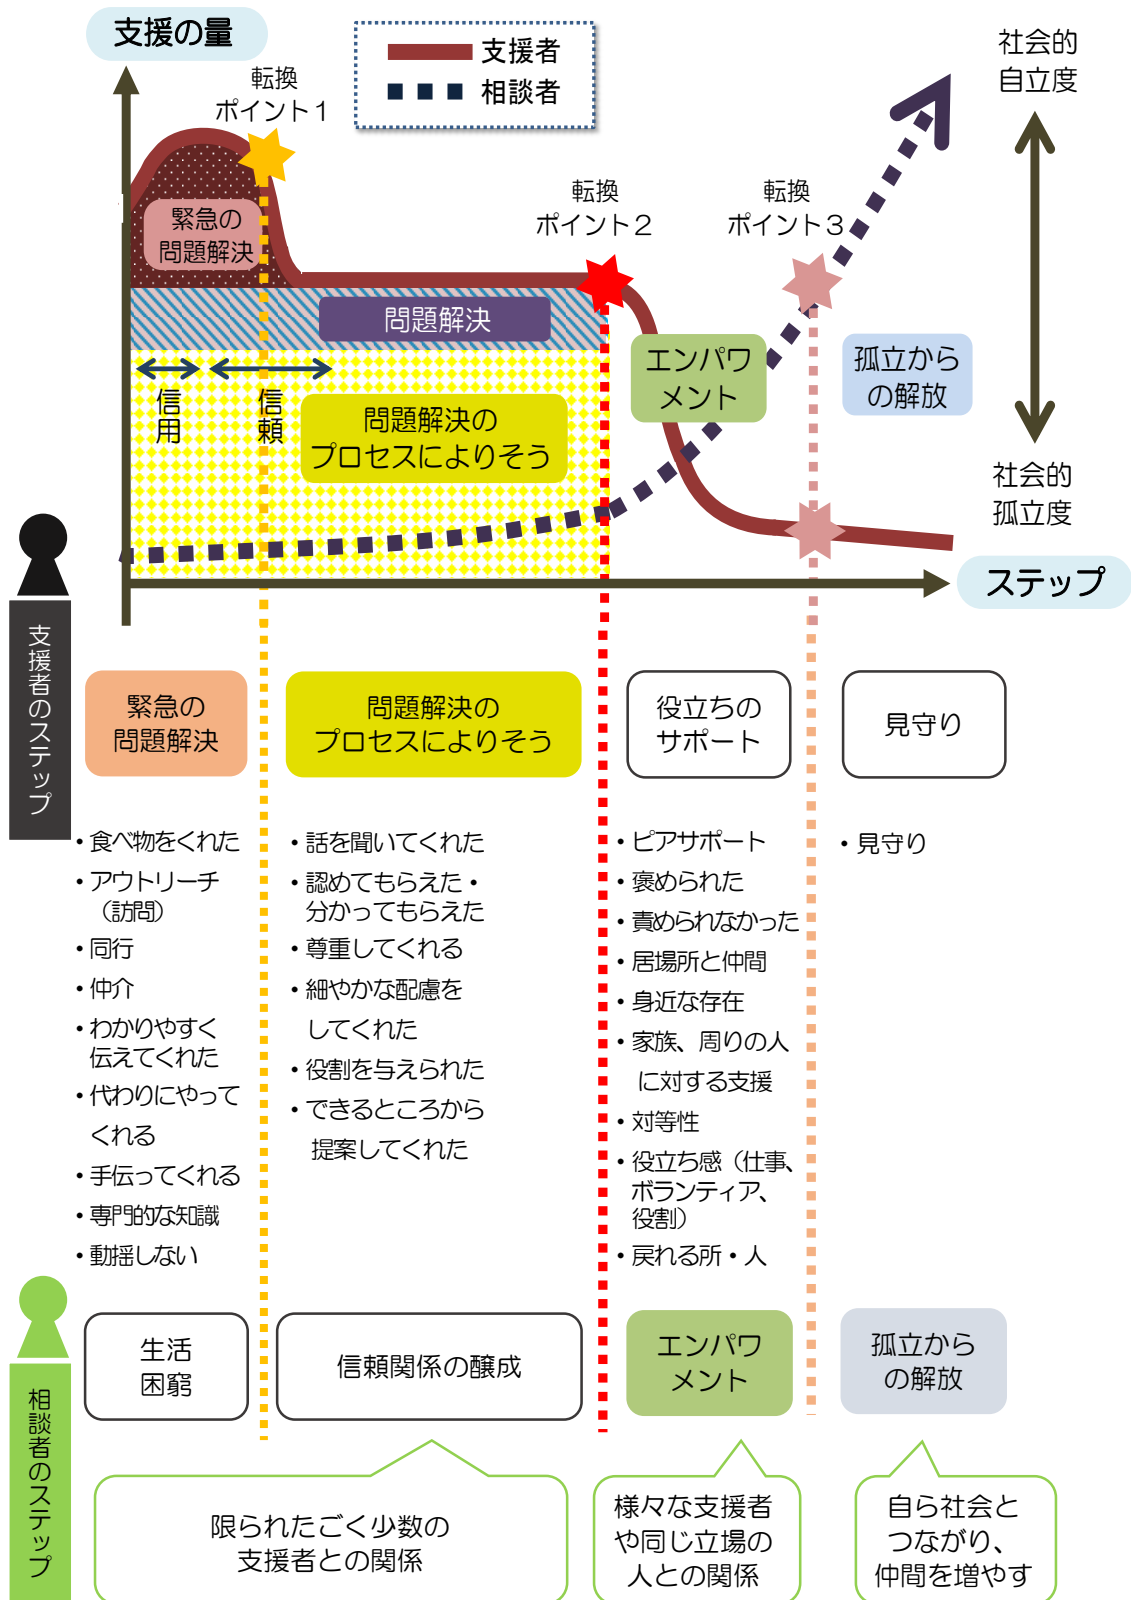 支援の量
支援者
相談者
転換
ポイント１
社会的
自立度
転換
ポイント２
転換
ポイント３
緊急の
問題解決
問題解決
エンパワ
メント
孤立から
の解放
信用
信頼
問題解決の
プロセスによりそう
社会的
孤立度
ステップ
支援者のステップ
緊急の
問題解決
問題解決の
プロセスによりそう
役立ちの
サポート
見守り
・食べ物をくれた
・アウトリーチ
（訪問）
・同行
・仲介
・わかりやすく
伝えてくれた
・代わりにやって
くれる
・手伝ってくれる
・専門的な知識
・動揺しない
・話を聞いてくれた
・認めてもらえた・
分かってもらえた
・尊重してくれる
・細やかな配慮を
してくれた
・役割を与えられた
・できるところから
提案してくれた
・ピアサポート
・褒められた
・責められなかった
・居場所と仲間
・身近な存在
・家族、周りの人
に対する支援
・対等性
・役立ち感（仕事、
ボランティア、
役割）
・戻れる所・人
・見守り
相談者のステップ
生活
困窮
信頼関係の醸成
エンパワ
メント
孤立から
の解放
限られたごく少数の
支援者との関係
様々な支援者
や同じ立場の
人との関係
自ら社会と
つながり、
仲間を増やす